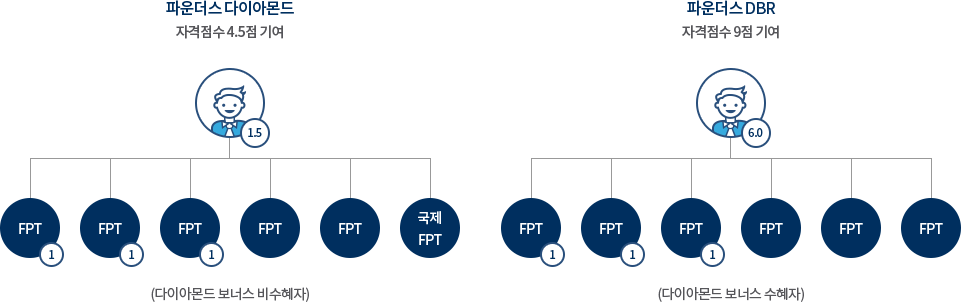 파운더스 다이아몬드
자격점수 4.5점 기여
1.5
FPT
FPT
FPT
FPT
FPT
국제
FPT
1
1
1
(다이아몬드 보너스 비수혜자)
파운더스 DBR
자격점수 9점 기여
6.0
FPT
FPT
FPT
FPT
FPT
FPT
1
1
1
(다이아몬드 보너스 수혜자)